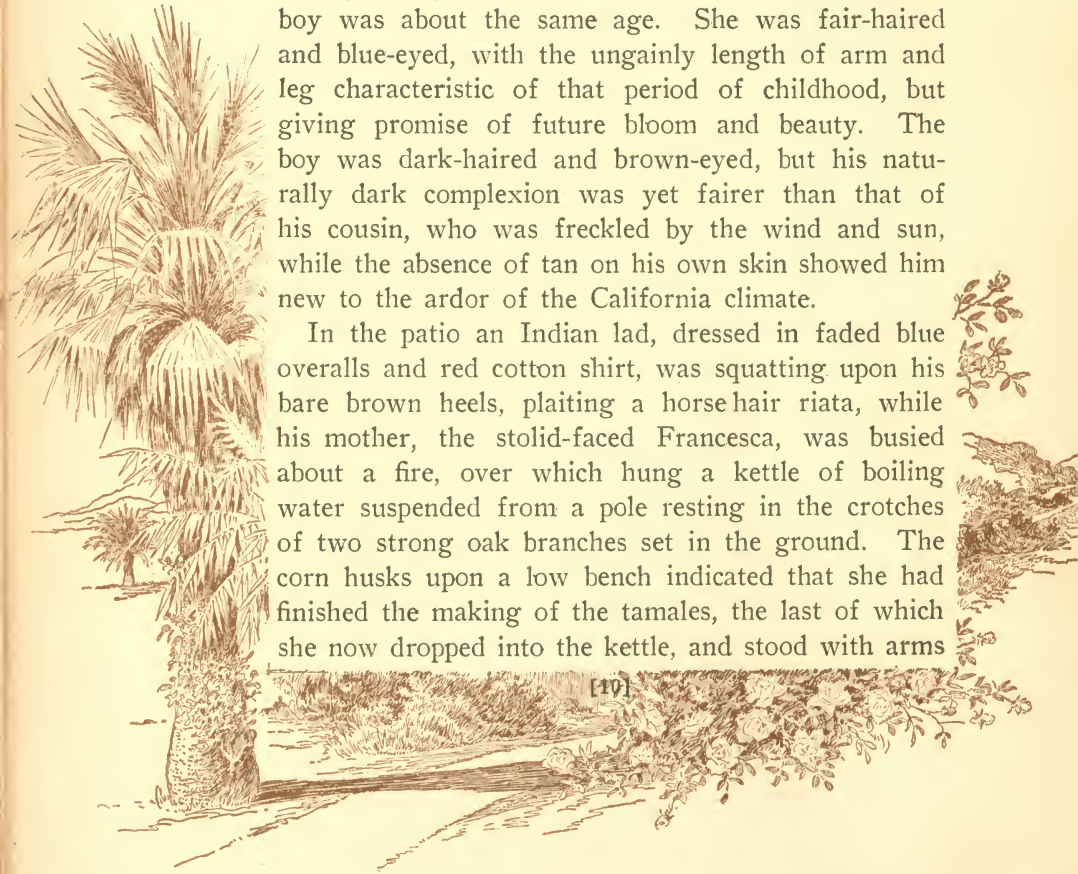 boy was about the same age. She was fair-haired
and blue-eyed, with the ungainly length of arm and
leg characteristic of that period of childhood, but
giving promise of future bloom and beauty. The
boy was dark-haired and brown-eyed, but his natu-
rally dark complexion was yet fairer than that of
his cousin, who was freckled by the wind and sun,
while the absence of tan on his own skin showed him
new to the ardor of the California climate.
In the patio an Indian lad, dressed in faded blue
overalls and red cotton shirt, was squatting upon his
bare brown heels, plaiting a horse hair riata, while
his mother, the stolid-faced Francesca, was busied
about a fire, over which hung a kettle of boiling
water suspended from a pole resting in the crotches
of two strong oak branches set in the ground. The
corn husks upon a low bench indicated that she had
finished the making of the tamales, the last of which
she now dropped into the kettle, and stood with arms
[10]